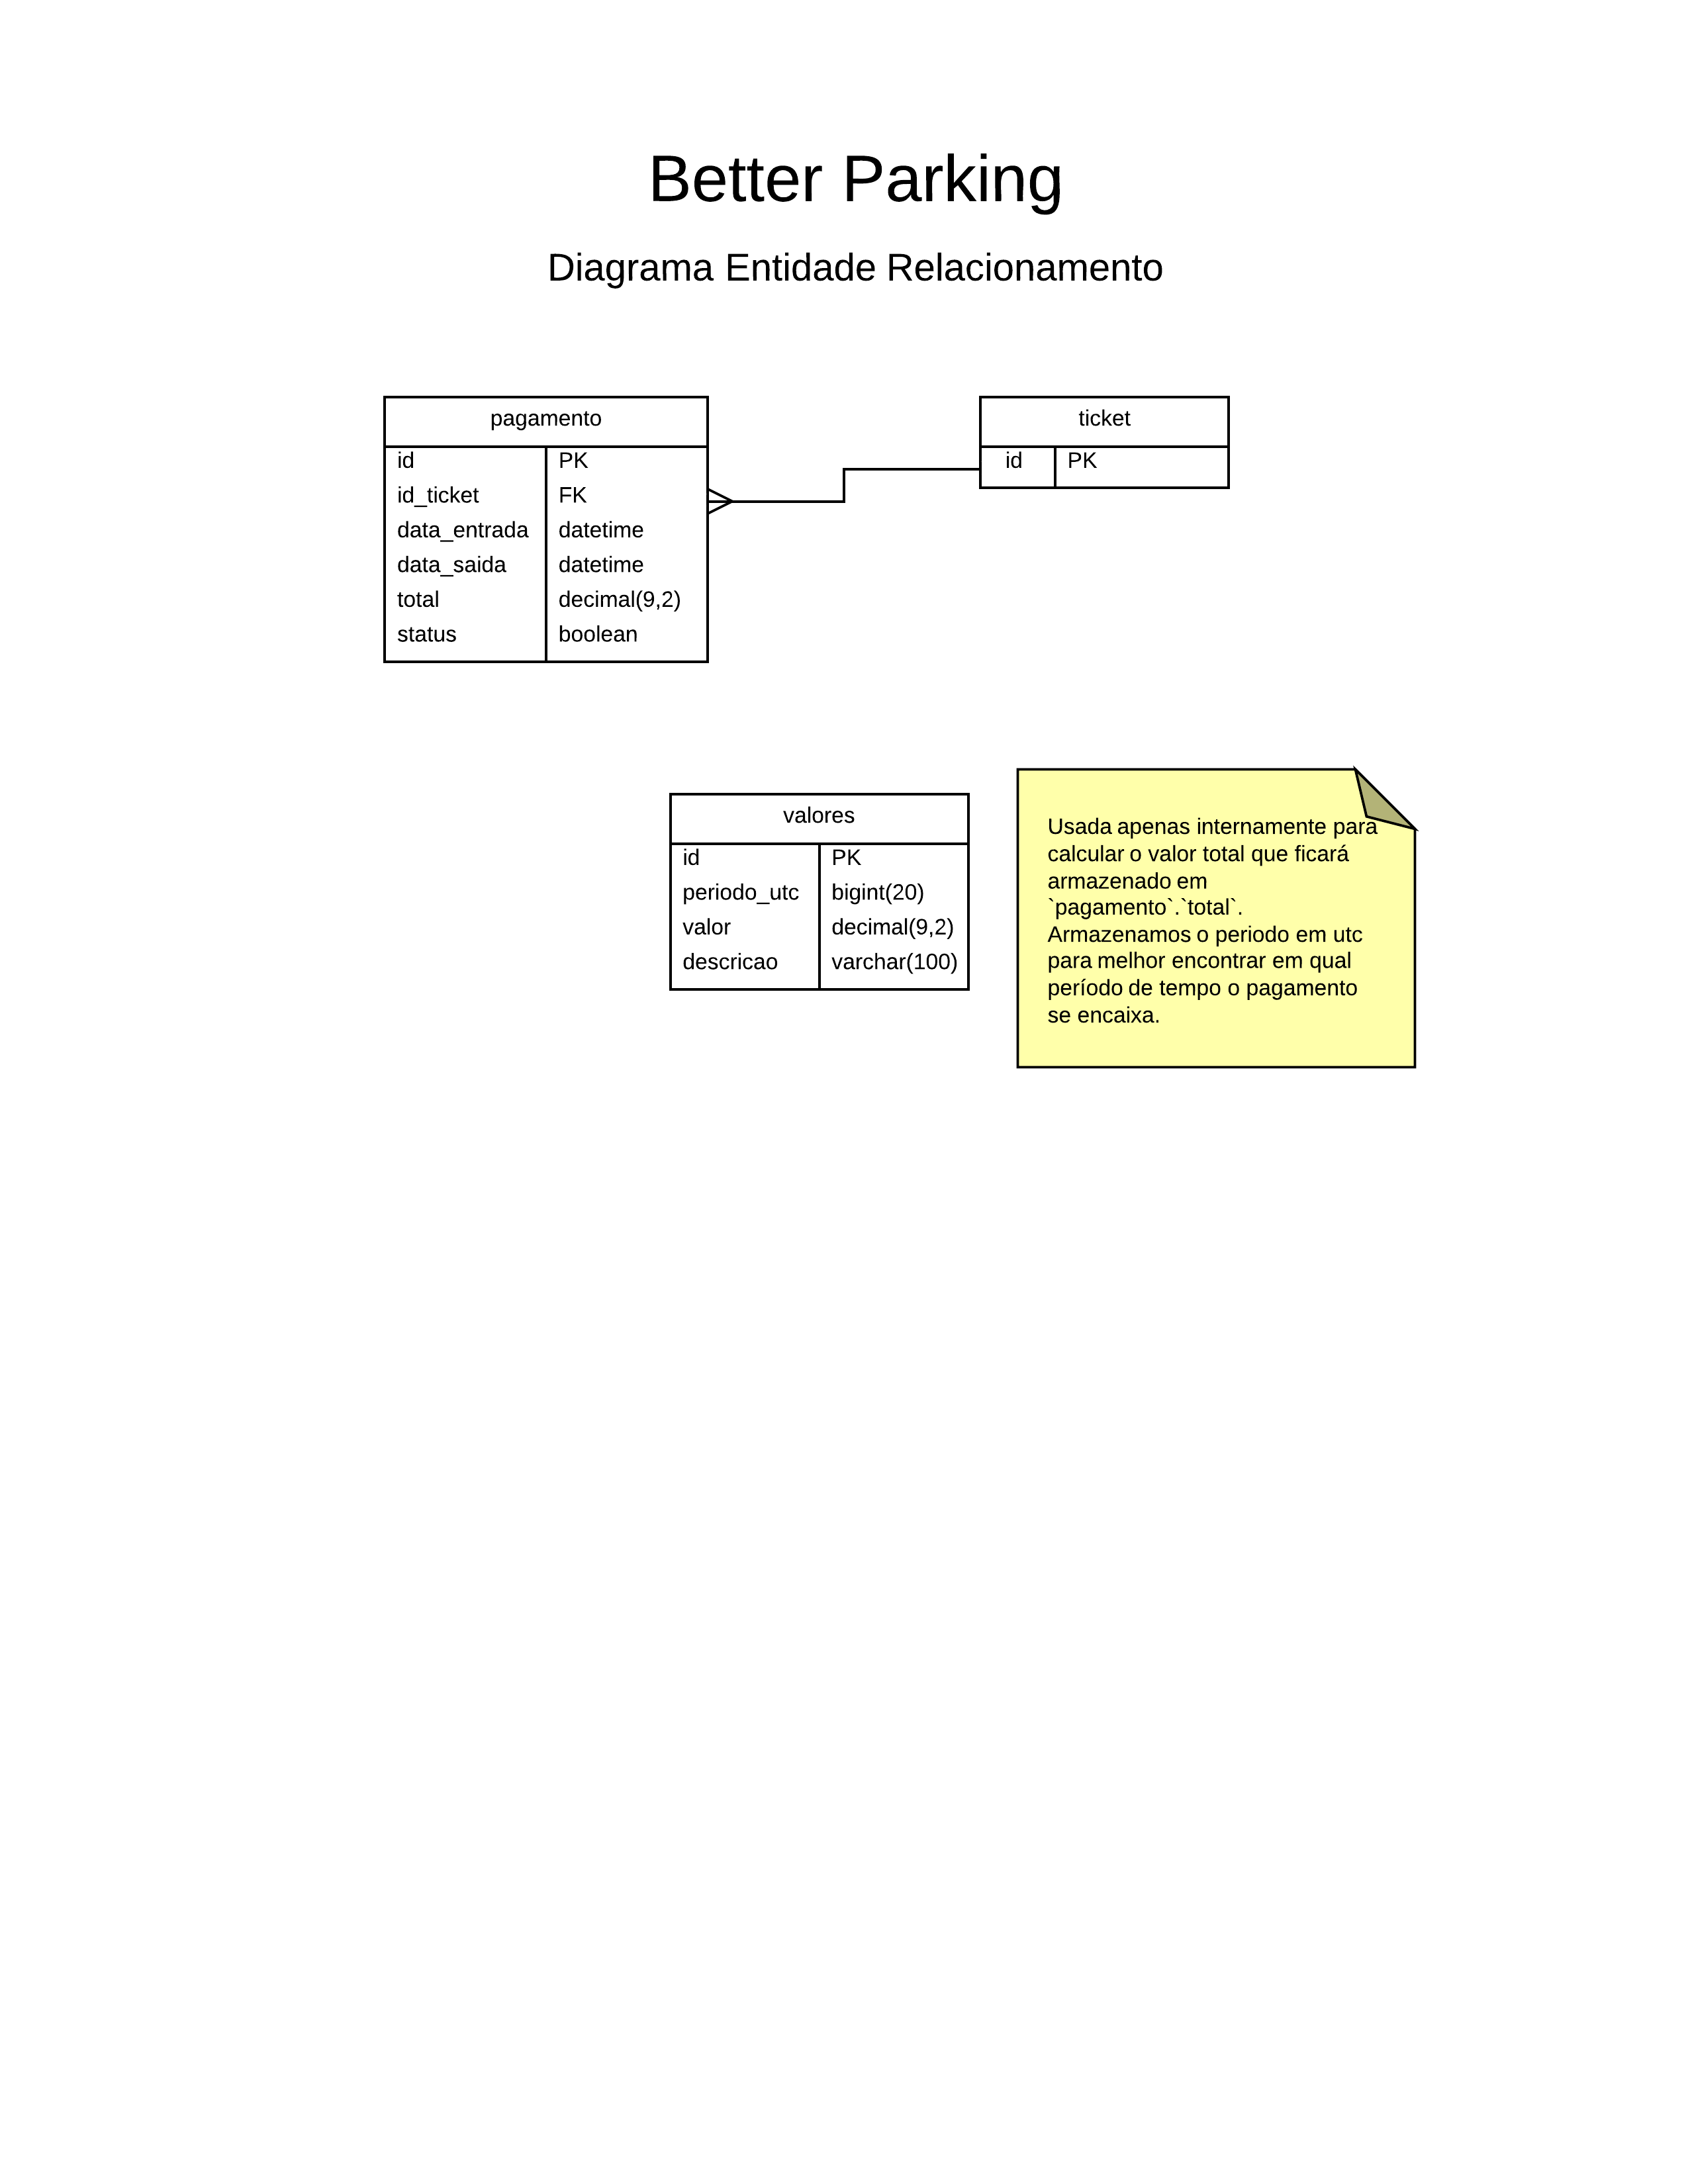 Better Parking
Diagrama Entidade Relacionamento
pagamento
id PK
id_ticket FK
data_entrada datetime
data_saida datetime
total decimal(9,2)
status boolean
ticket
id PK
valores
id PK
periodo_utc bigint(20)
valor decimal(9,2)
descricao varchar(100)
Usada apenas internamente para
calcular o valor total que ficará
armazenado em
`pagamento`.`total`.
Armazenamos o periodo em utc
para melhor encontrar em qual
período de tempo o pagamento
se encaixa.